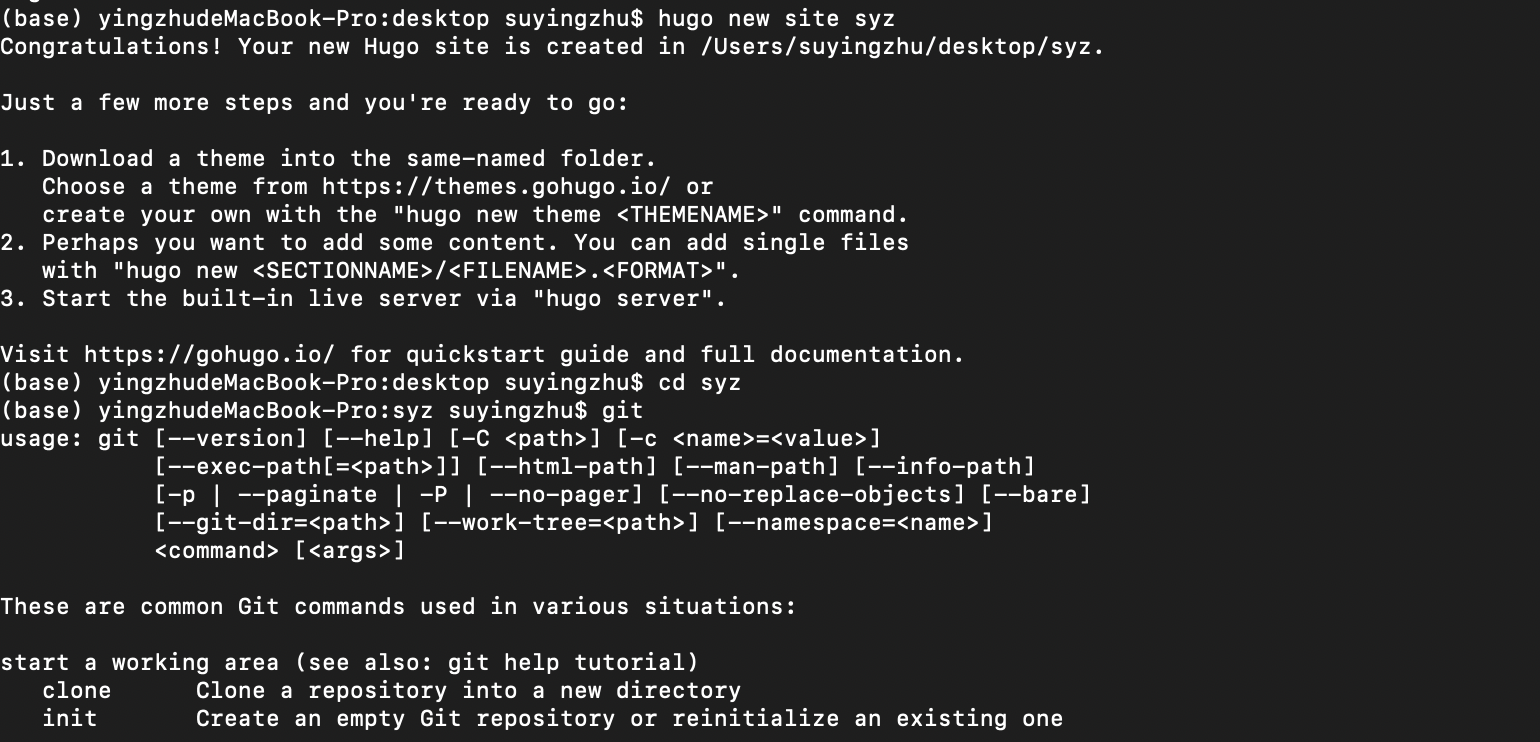 (base) yingzhudeMacBook-Pro:desktop suyingzhu$ hugo new site syz
Congratulations! Your new Hugo site is created in /Users/suyingzhu/desktop/syz.
Just a few more steps and you're ready to go:
1. Download a theme into the same-named folder.
   Choose a theme from https://themes.gohugo.io/ or
   create your own with the "hugo new theme <THEMENAME>" command.
2. Perhaps you want to add some content. You can add single files
   with "hugo new <SECTIONNAME>/<FILENAME>.<FORMAT>".
3. Start the built-in live server via "hugo server".
Visit https://gohugo.io/ for quickstart guide and full documentation.
(base) yingzhudeMacBook-Pro:desktop suyingzhu$ cd syz
(base) yingzhudeMacBook-Pro:syz suyingzhu$ git
usage: git [--version] [--help] [-C <path>] [-c <name>=<value>]
           [--exec-path[=<path>]] [--html-path] [--man-path] [--info-path]
           [-p | --paginate | -P | --no-pager] [--no-replace-objects] [--bare]
           [--git-dir=<path>] [--work-tree=<path>] [--namespace=<name>]
           <command> [<args>]
These are common Git commands used in various situations:
start a working area (see also: git help tutorial)
   clone      Clone a repository into a new directory
   init       Create an empty Git repository or reinitialize an existing one